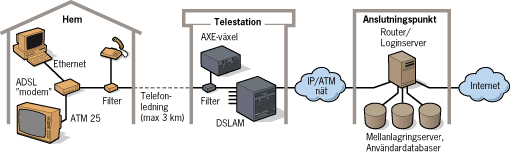 Hem
Telestation
Anslutningspunkt
Ethernet
ADSL
"modem"
ATM 25
Filter
Telefon-
ledning
(max 3 km)
AXE-växel
Filter
DSLAM
IP/ATM
nät
Router/
Loginserver
Mellanlagringserver,
Användardatabaser
Internet